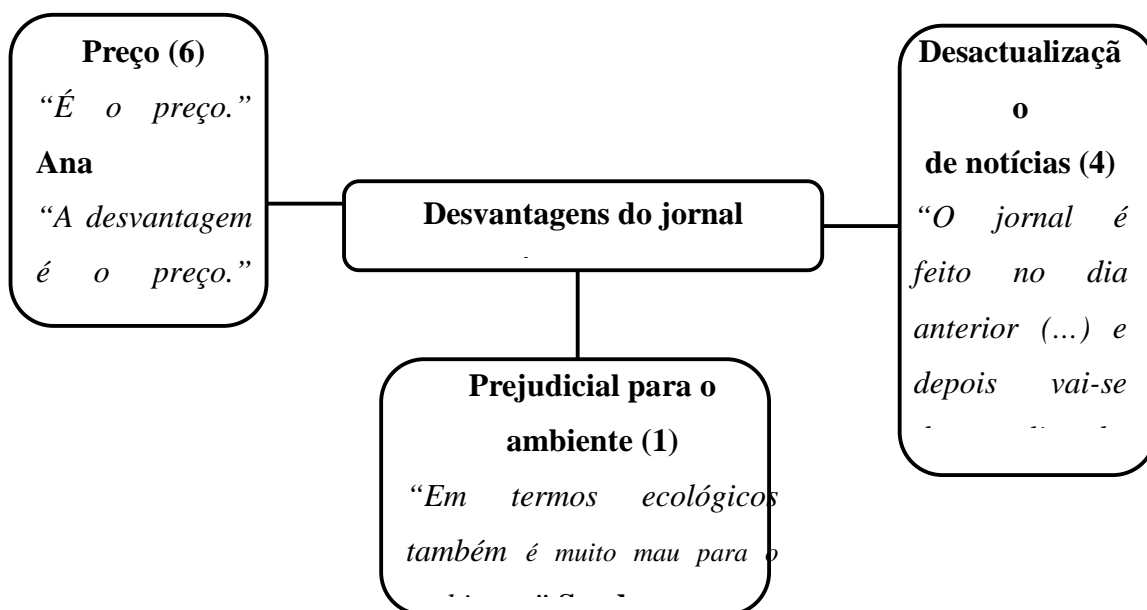 Preço (6)
“É o preço.”
Ana
“A desvantagem
é o preço.”
Desvantagens do jornal
Prejudicial para o
ambiente (1)
“Em termos ecológicos
também é muito mau para o
Desactualizaçã
o
de notícias (4)
“O jornal é
feito no dia
anterior (...) e
depois vai-se